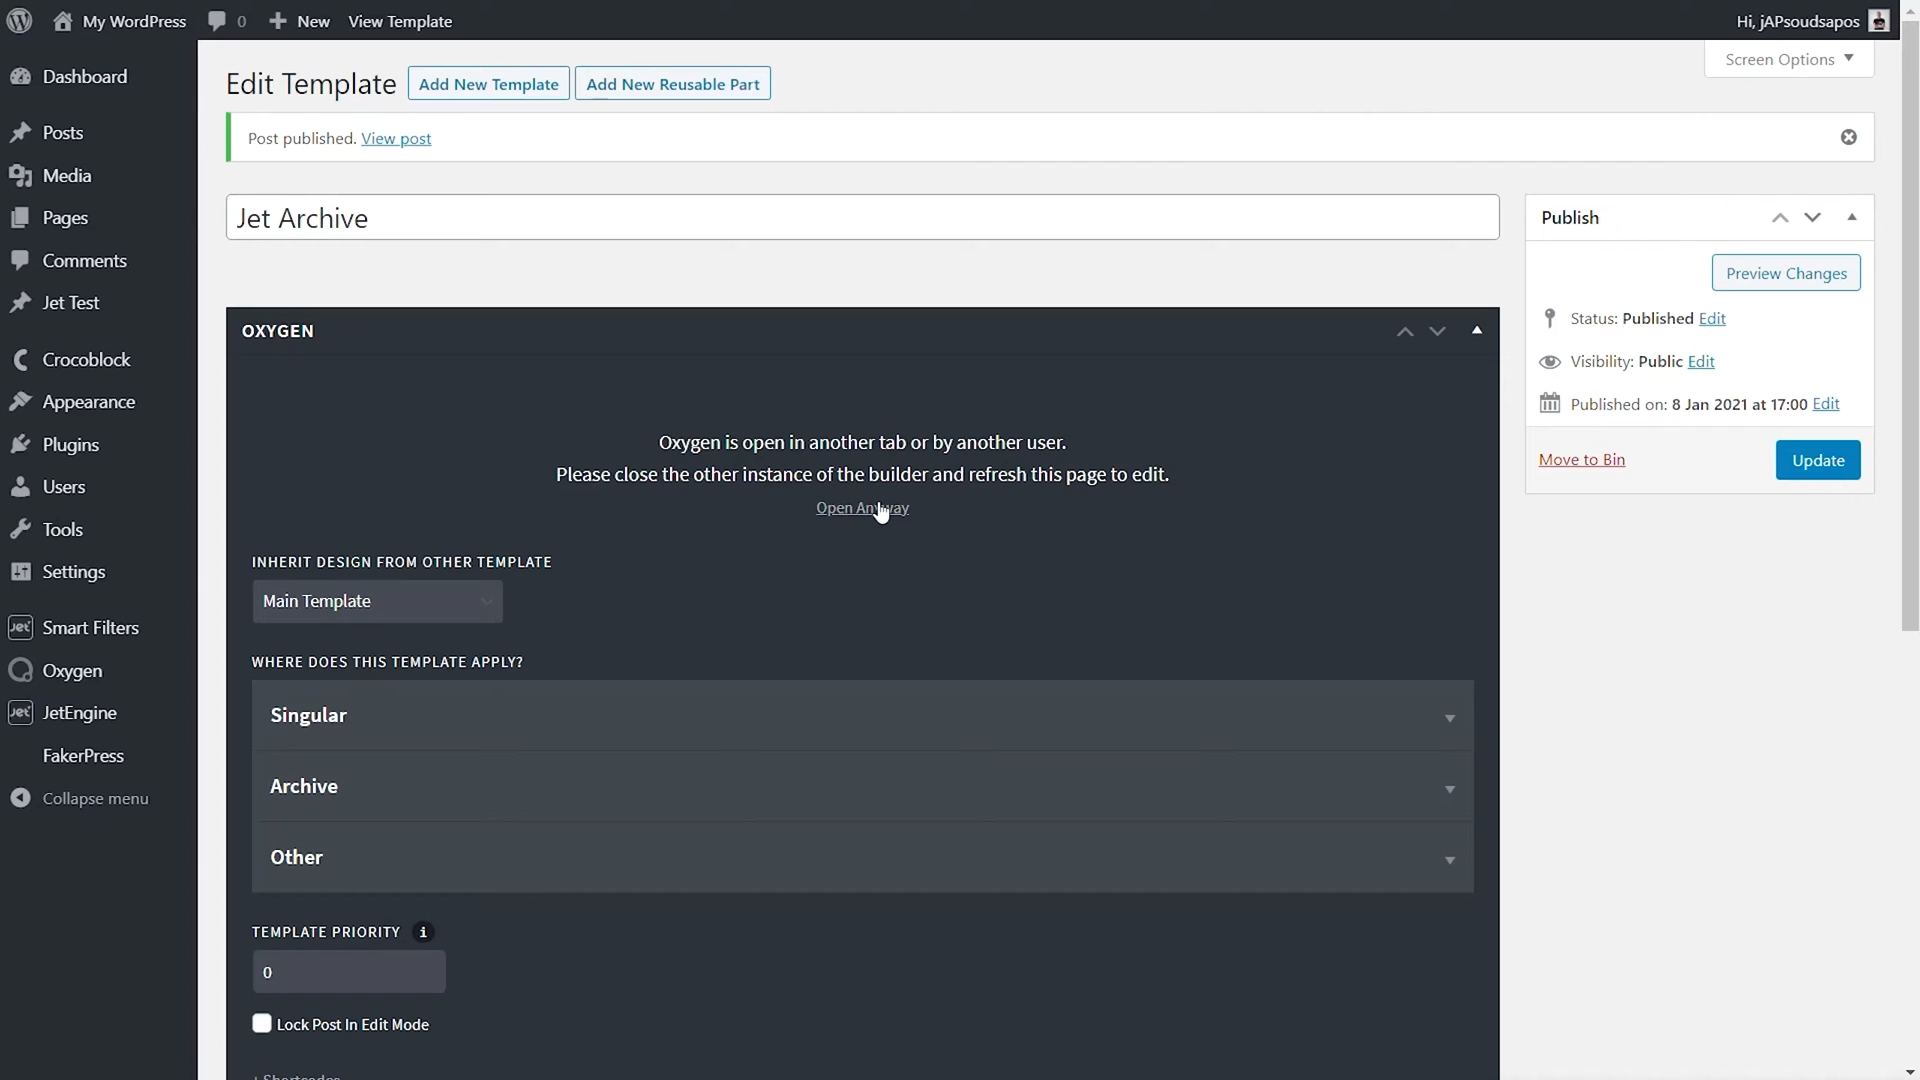 My WordPress
0
New
View Template
Hi, jAPsoudsapos
Screen Options
Dashboard
Posts
Media
Pages
Comments
Jet Test
Crocoblock
Appearance
Plugins
Users
Tools
Settings
Jet Smart Filters
Oxygen
Jet JetEngine
FakerPress
Collapse menu
Edit Template
Add New Template
Add New Reusable Part
Post published. View post
Jet Archive
OXYGEN
Oxygen is open in another tab or by another user.
Please close the other instance of the builder and refresh this page to edit.
Open Anyway
INHERIT DESIGN FROM OTHER TEMPLATE
Main Template
WHERE DOES THIS TEMPLATE APPLY?
Singular
Archive
Other
TEMPLATE PRIORITY i
0
Lock Post In Edit Mode
Publish
Preview Changes
Status: Published Edit
Visibility: Public Edit
Published on: 8 Jan 2021 at 17:00 Edit
Move to Bin
Update